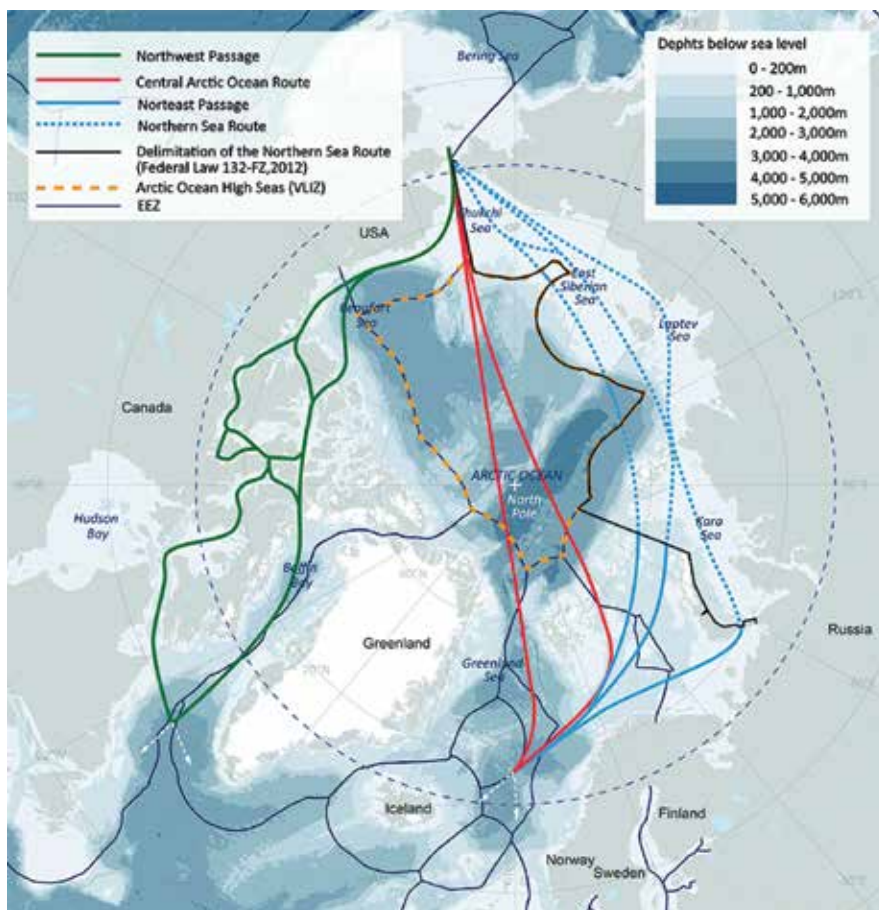 Northwest Passage
Central Arctic Ocean Route
Norteast Passage
Northern Sea Route
Delimitation of the Northern Sea Route
(Federal Law 132-FZ,2012)
Arctic Ocean High Seas (VLIZ)
EEZ
Dephts below sea level
0 - 200m
200 - 1,000m
1,000 - 2,000m
2,000 - 3,000m
3,000 - 4,000m
4,000 - 5,000m
5,000 - 6,000m
Bering Sea
USA
Chukchi
Sea
East
Siberian
Sea
Beaufort
Sea
Laptev
Sea
Canada
ARCTIC OCEAN
North
Pole
Hudson
Bay
Kara
Sea
Baffin
Bay
Greenland
Greenland
Sea
Russia
Iceland
Finland
Norway
Sweden